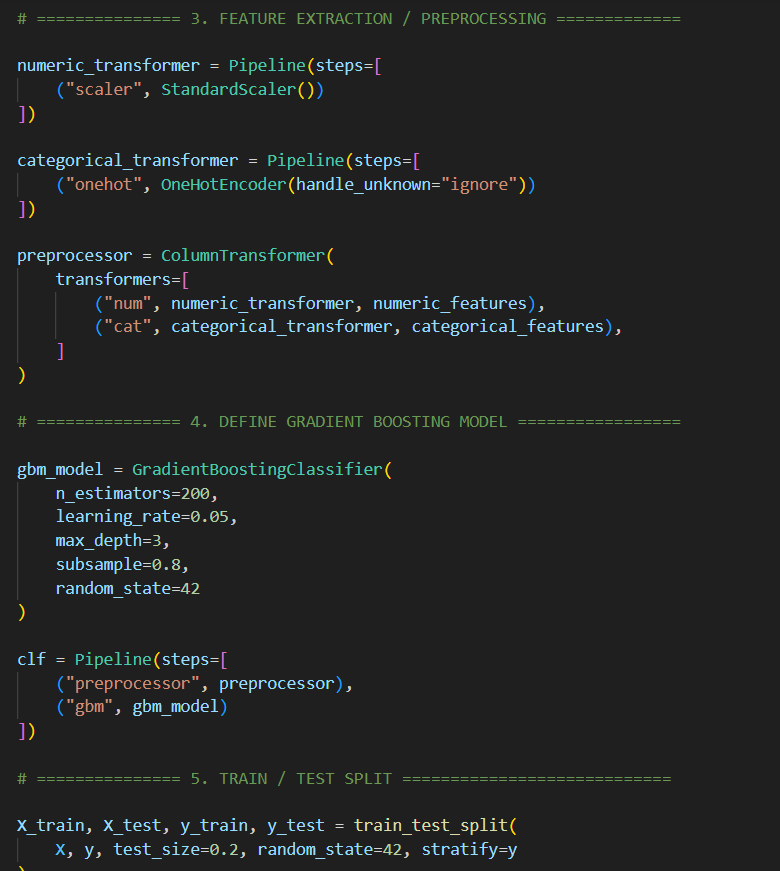 # =============== 3. FEATURE EXTRACTION / PREPROCESSING =============
numeric_transformer = Pipeline(steps=[
    ("scaler", StandardScaler())
])
categorical_transformer = Pipeline(steps=[
    ("onehot", OneHotEncoder(handle_unknown="ignore"))
])
preprocessor = ColumnTransformer(
    transformers=[
        ("num", numeric_transformer, numeric_features),
        ("cat", categorical_transformer, categorical_features),
    ]
)
# =============== 4. DEFINE GRADIENT BOOSTING MODEL =================
gbm_model = GradientBoostingClassifier(
    n_estimators=200,
    learning_rate=0.05,
    max_depth=3,
    subsample=0.8,
    random_state=42
)
clf = Pipeline(steps=[
    ("preprocessor", preprocessor),
    ("gbm", gbm_model)
])
# =============== 5. TRAIN / TEST SPLIT ============================
X_train, X_test, y_train, y_test = train_test_split(
    X, y, test_size=0.2, random_state=42, stratify=y
)